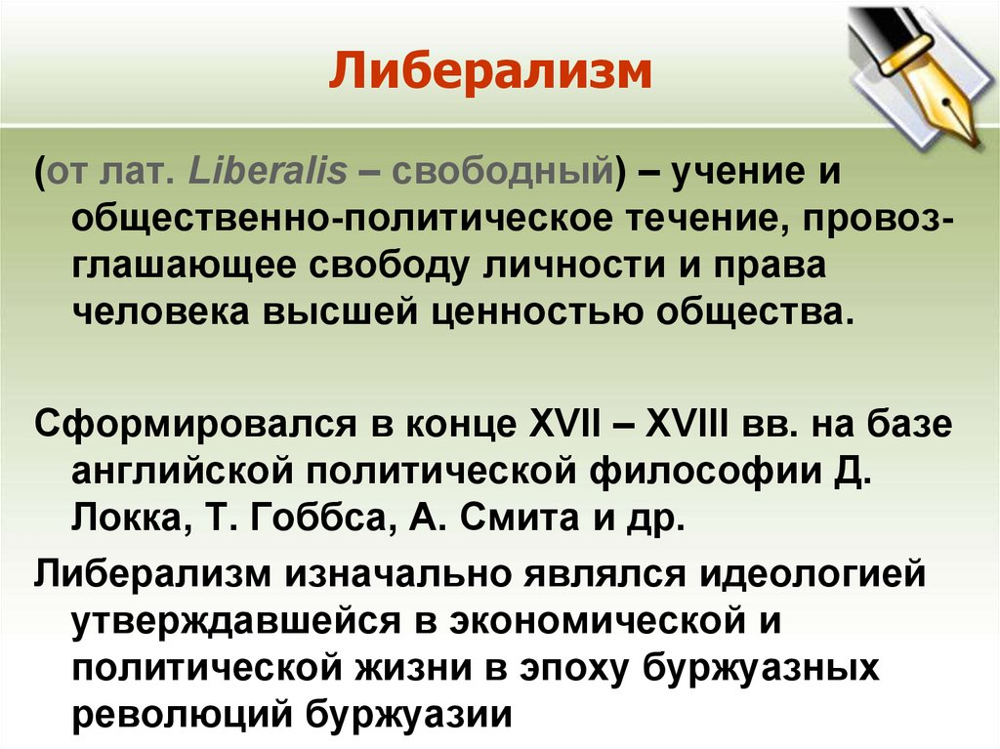 Либерализм
(от лат. Liberalis – свободный) – учение и
общественно-политическое течение, провоз-
глашающее свободу личности и права
человека высшей ценностью общества.
Сформировался в конце XVII – XVIII вв. на базе
английской политической философии Д.
Локка, Т. Гоббса, А. Смита и др.
Либерализм изначально являлся идеологией
утверждавшейся в экономической и
политической жизни в эпоху буржуазных
революций буржуазии